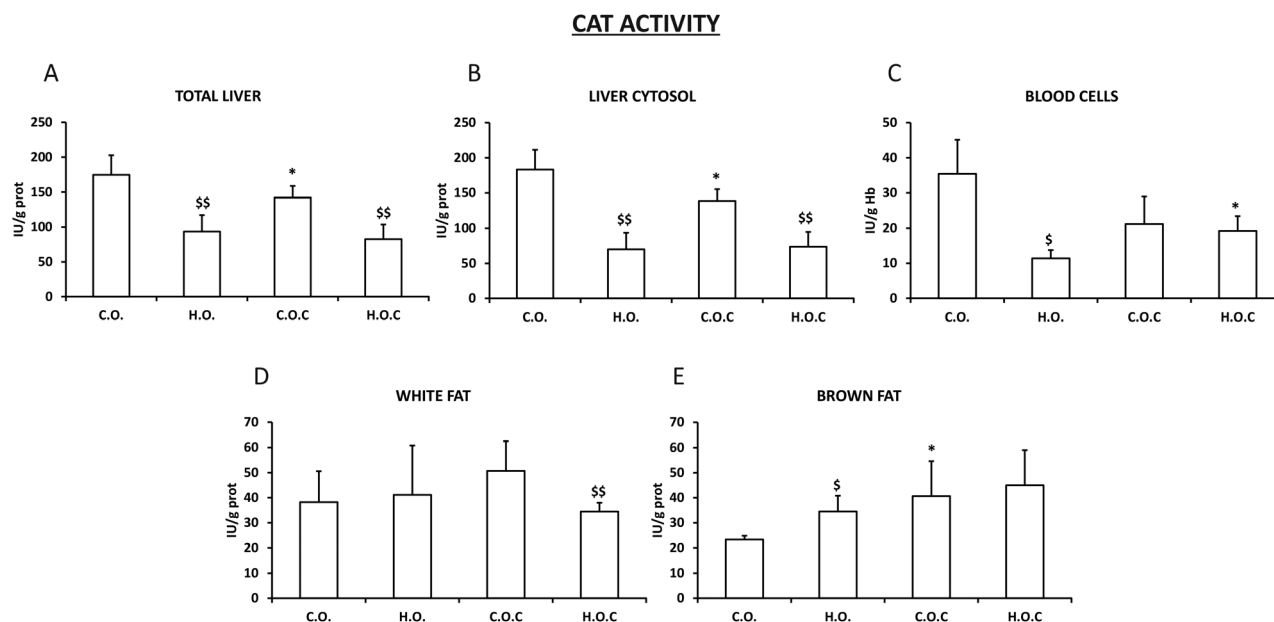 CAT ACTIVITY
A
TOTAL LIVER
IU/g prot
250
200
150
100
50
0
$$
*
$$
C.O. H.O. C.O.C H.O.C
B
LIVER CYTOSOL
IU/g prot
250
200
150
100
50
0
$$
*
$$
C.O. H.O. C.O.C H.O.C
C
BLOOD CELLS
IU/g Hb
50
40
30
20
10
0
$
*
C.O. H.O. C.O.C H.O.C
D
WHITE FAT
IU/g prot
70
60
50
40
30
20
10
0
$$
C.O. H.O. C.O.C H.O.C
E
BROWN FAT
IU/g prot
70
60
50
40
30
20
10
0
$
*
C.O. H.O. C.O.C H.O.C